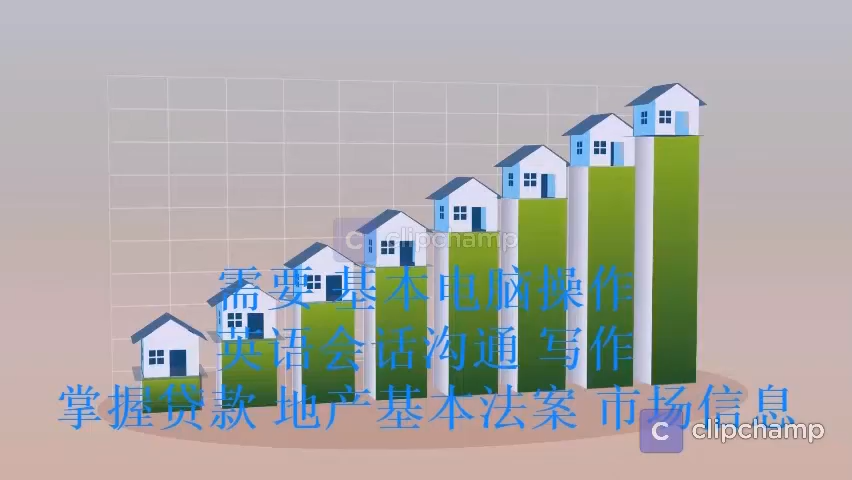 clipchamp
需要 基本电脑操作
英语会话沟通 写作
掌握贷款 地产基本法案 市场信息
C clipchamp